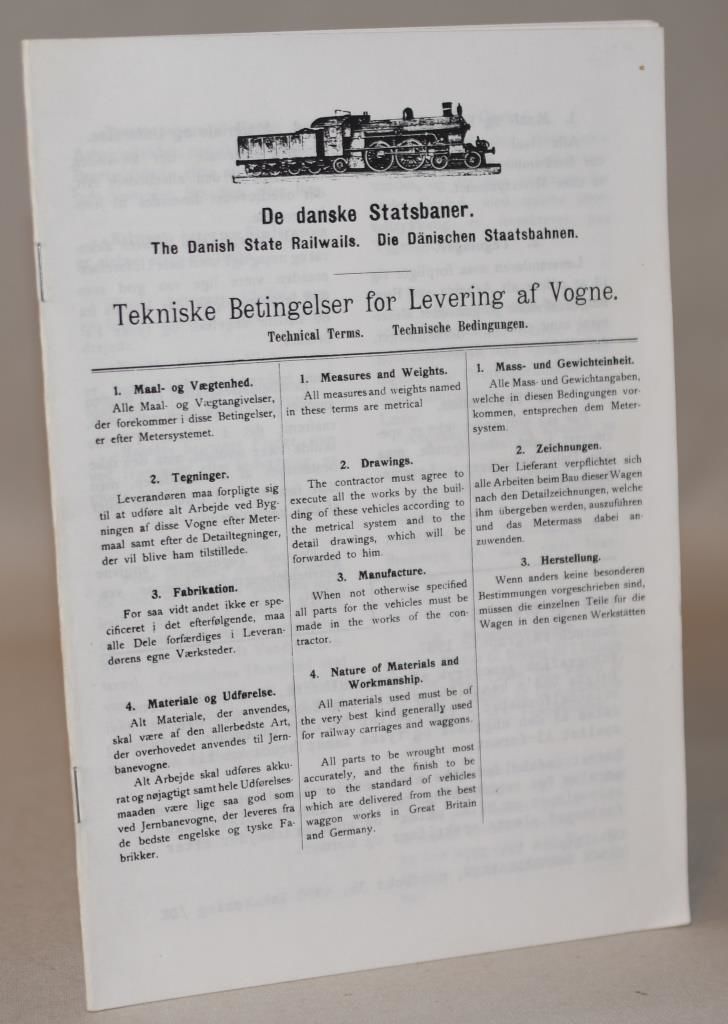 De danske Statsbaner.
The Danish State Railwails. Die Dänischen Staatsbahnen.
Tekniske Betingelser for Levering af Vogne.
Technical Terms. Technische Bedingungen.
1. Maal- og Vægtenhed.
Alle Maal- og Vægtangivelser,
der forekommer i disse Betingelser,
er efter Metersystemet.
2. Tegninger.
Leverandøren maa forpligte sig
til at udføre alt Arbejde ved Byg-
ningen af disse Vogne efter Meter-
maal samt efter de Detailtegninger,
der vil blive ham tilstillede.
3. Fabrikation.
For saa vidt andet ikke er spe-
cificeret i det efterfølgende, maa
alle Dele forfærdiges i Leveran-
dørens egne Værksteder.
4. Materiale og Udførelse.
Alt Materiale, der anvendes,
skal være af den allerbedste Art,
der overhovedet anvendes til Jern-
banevogne.
Alt Arbejde skal udføres akku-
rat og nøjagtigt samt hele Udførelses-
maaden være lige saa god som
ved Jernbanevogne, der leveres fra
de bedste engelske og tyske Fa-
brikker.
1. Measures and Weights.
All measures and weights named
in these terms are metrical
2. Drawings.
The contractor must agree to
execute all the works by the buil-
ding of these vehicles according to
the metrical system and to the
detail drawings, which will be
forwarded to him.
3. Manufacture.
When not otherwise specified
all parts for the vehicles must be
made in the works of the con-
tractor.
4. Nature of Materials and
Workmanship.
All materials used must be of
the very best kind generally used
for railway carriages and waggons.
All parts to be wrought most
accurately, and the finish to be
up to the standard of vehicles
which are delivered from the best
waggon works in Great Britain
and Germany.
1. Mass- und Gewichteinheit.
Alle Mass- und Gewichtangaben,
welche in diesen Bedingungen vor-
kommen, entsprechen dem Meter-
system.
2. Zeichnungen.
Der Lieferant verpflichtet sich
alle Arbeiten beim Bau dieser Wagen
nach den Detailzeichnungen, welche
ihm übergeben werden, auszuführen
und das Metermass dabei an-
zuwenden.
3. Herstellung.
Wenn anders keine besonderen
Bestimmungen vorgeschrieben sind,
müssen die einzelnen Teile für die
Wagen in den eigenen Werkstätten